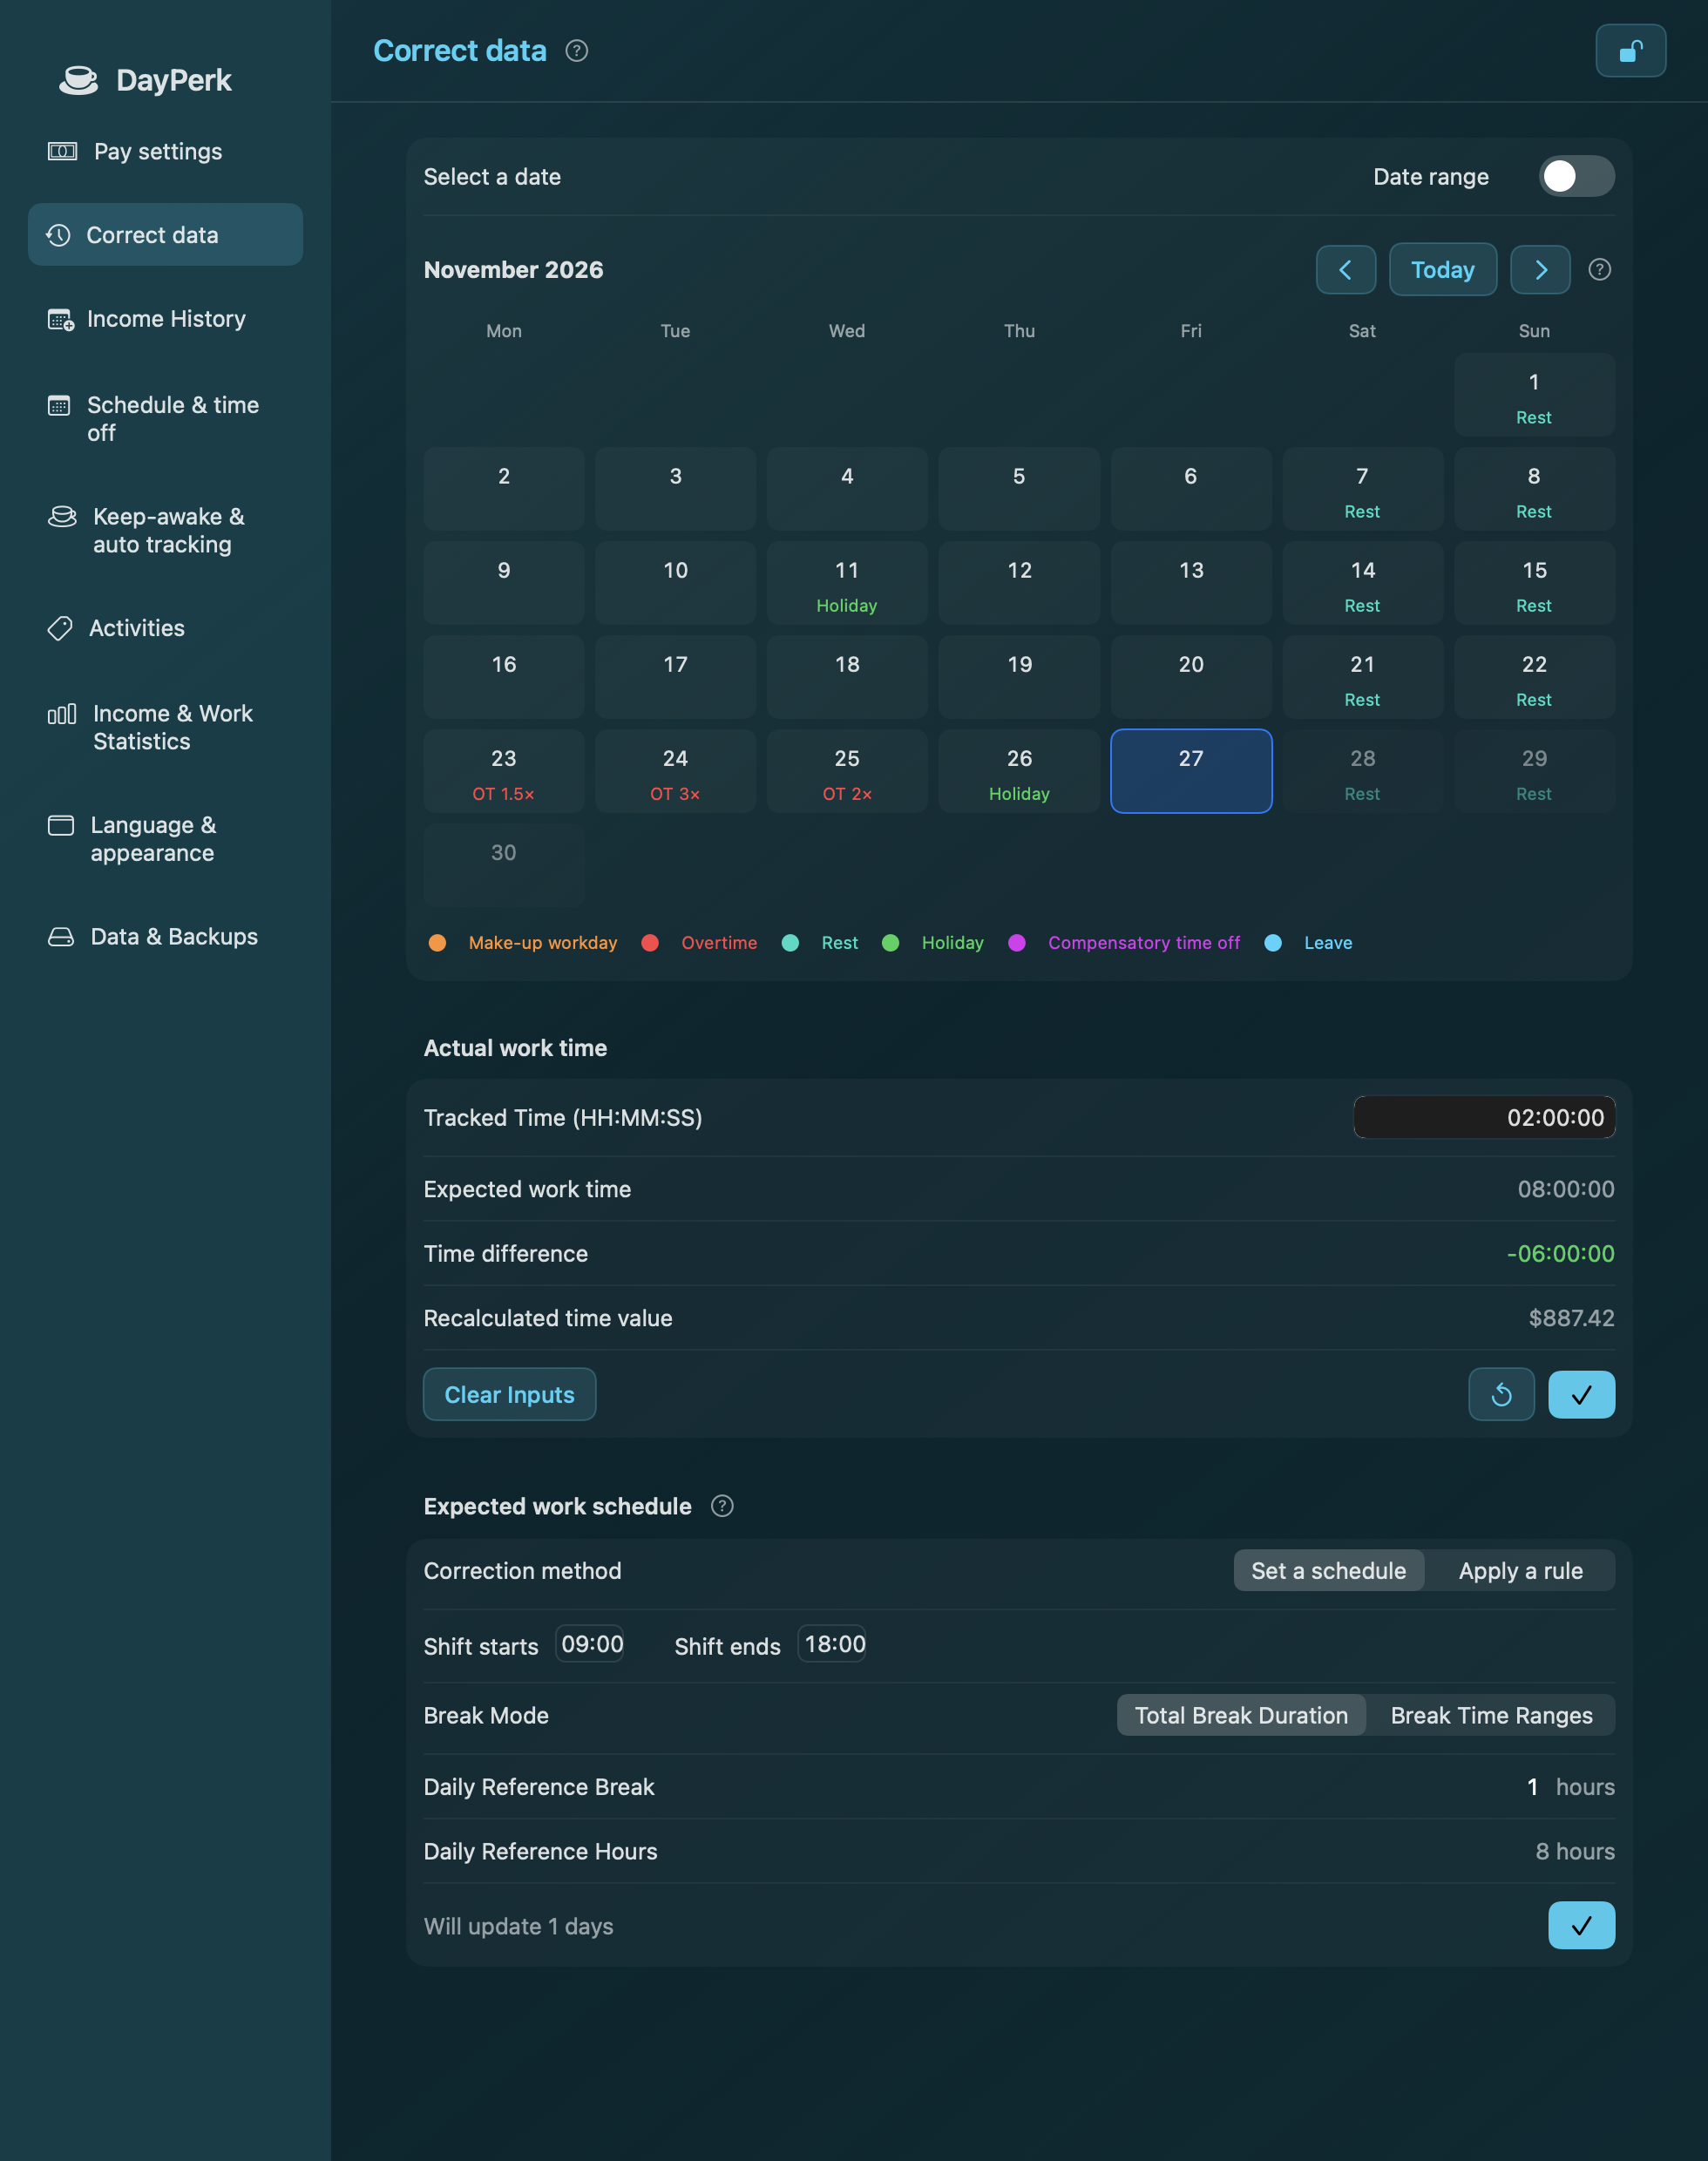 DayPerk
Pay settings
Correct data
Income History
Schedule & time
off
Keep-awake &
auto tracking
Activities
Income & Work
Statistics
Language &
appearance
Data & Backups
Correct data ?
Select a date Date range
November 2026 Today ?
Mon Tue Wed Thu Fri Sat Sun
1
Rest
2 3 4 5 6 7 8
Rest Rest
9 10 11 12 13 14 15
Holiday Rest Rest
16 17 18 19 20 21 22
Rest Rest
23 24 25 26 27 28 29
OT 1.5× OT 3× OT 2× Holiday Rest Rest
30
Make-up workday Overtime Rest Holiday Compensatory time off Leave
Actual work time
Tracked Time (HH:MM:SS) 02:00:00
Expected work time 08:00:00
Time difference -06:00:00
Recalculated time value $887.42
Clear Inputs
Expected work schedule ?
Correction method Set a schedule Apply a rule
Shift starts 09:00 Shift ends 18:00
Break Mode Total Break Duration Break Time Ranges
Daily Reference Break 1 hours
Daily Reference Hours 8 hours
Will update 1 days